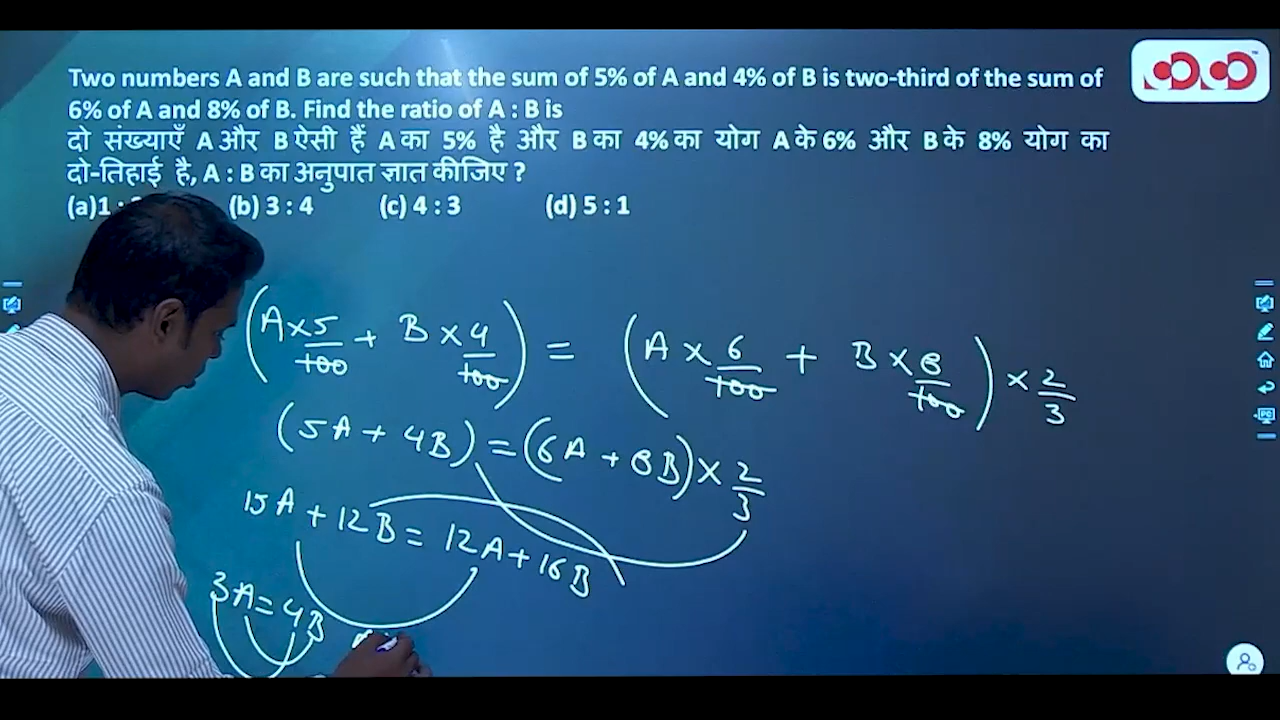 Two numbers A and B are such that the sum of 5% of A and 4% of B is two-third of the sum of
6% of A and 8% of B. Find the ratio of A : B is
दो संख्याएँ A और B ऐसी हैं A का 5% है और B का 4% का योग A के 6% और B के 8% योग का
दो-तिहाई है, A : B का अनुपात ज्ञात कीजिए ?
(a)1 : (b) 3 : 4 (c) 4 : 3 (d) 5 : 1
(A × 5/100 + B × 4/100) = (A × 6/100 + B × 8/100) × 2/3
(5A + 4B) = (6A + 8B) × 2/3
15A + 12B = 12A + 16B
3A = 4B